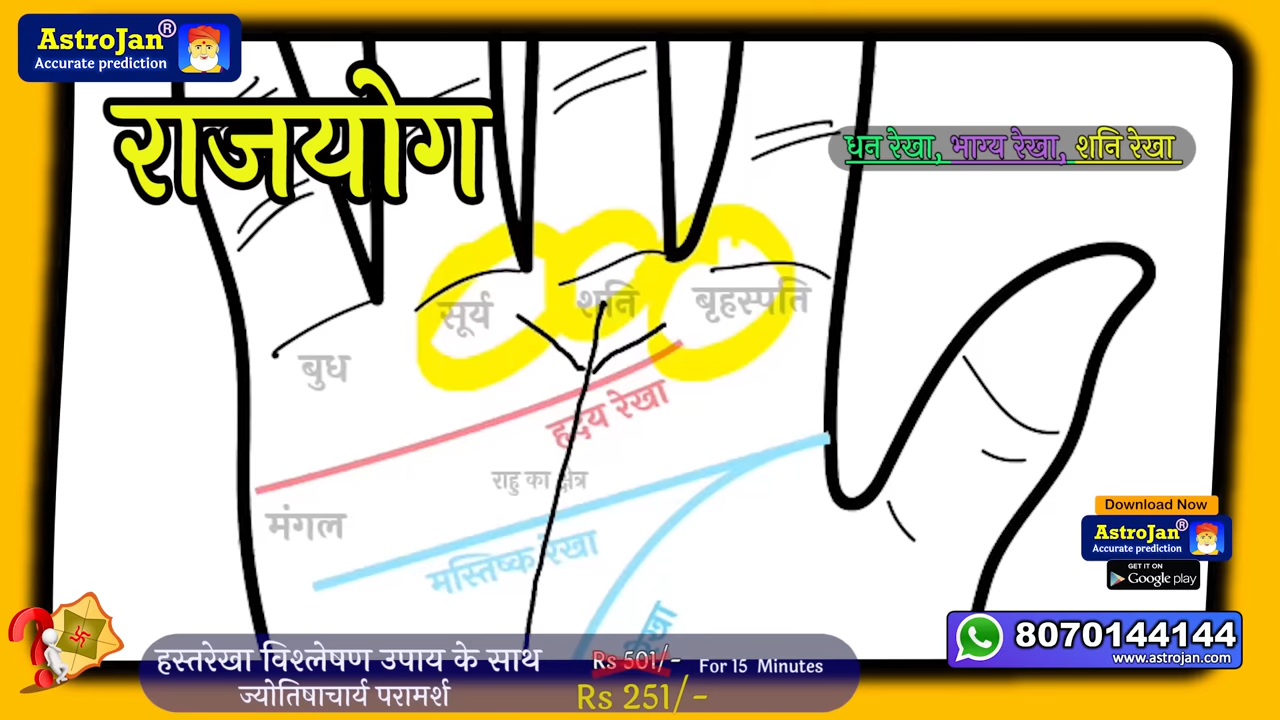 AstroJan®
Accurate prediction
राजयोग
धन रेखा, भाग्य रेखा, शनि रेखा
सूर्य
शनि
बृहस्पति
बुध
हृदय रेखा
राहु का क्षेत्र
मंगल
मस्तिष्क रेखा
रेखा
Download Now
AstroJan®
Accurate prediction
GET IT ON
Google play
हस्तरेखा विश्लेषण उपाय के साथ
ज्योतिषाचार्य परामर्श
Rs 501/-
For 15 Minutes
Rs 251/-
8070144144
www.astrojan.com